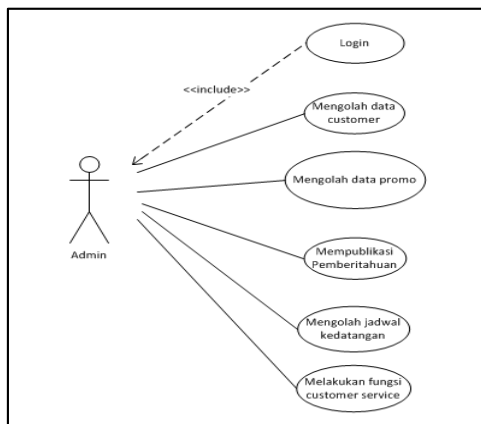 Login
<<include>>
Mengolah data
customer
Mengolah data promo
Admin
Mempublikasi
Pemberitahuan
Mengolah jadwal
kedatangan
Melakukan fungsi
customer service